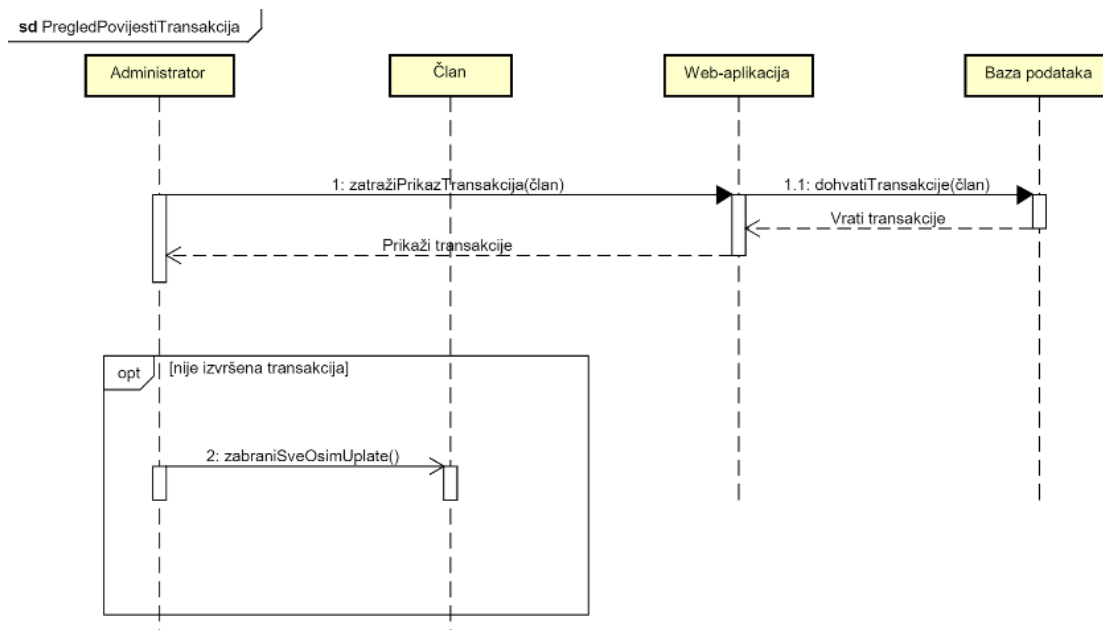 sd PregledPovijestiTransakcija
Administrator
Član
Web-aplikacija
Baza podataka
1: zatražiPrikazTransakcija(član)
1.1: dohvatiTransakcije(član)
Vrati transakcije
Prikaži transakcije
opt
[nije izvršena transakcija]
2: zabraniSveOsimUplate()